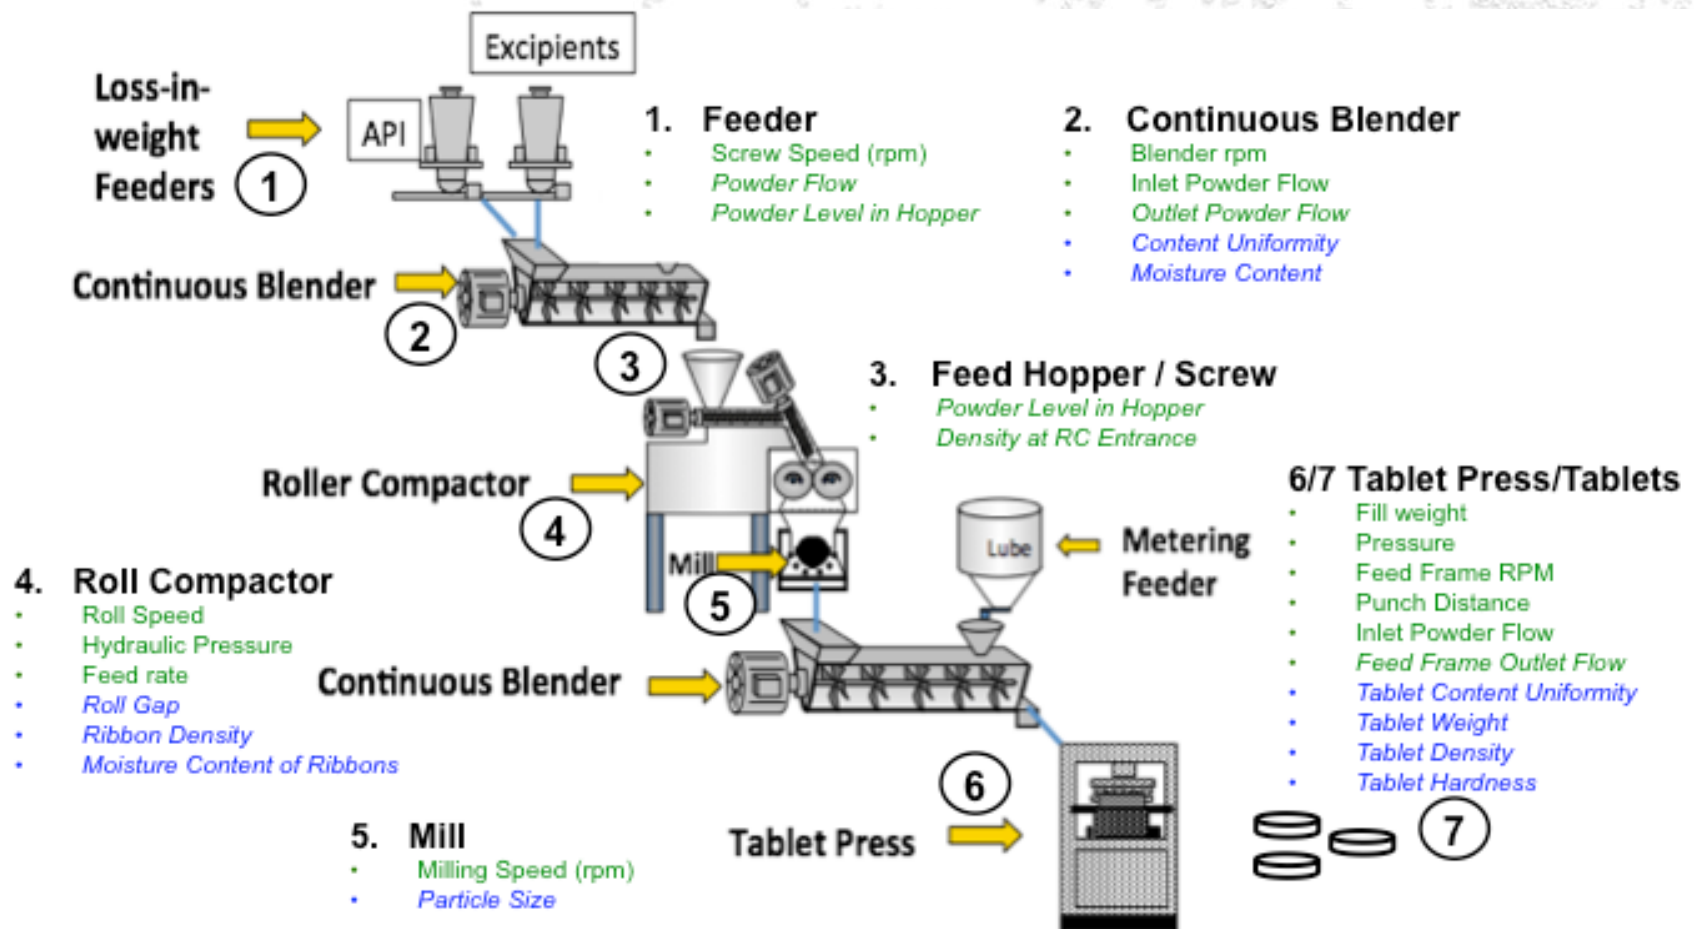 Excipients
Loss-in-
weight
Feeders
1
API
1. Feeder
• Screw Speed (rpm)
• Powder Flow
• Powder Level in Hopper
2. Continuous Blender
• Blender rpm
• Inlet Powder Flow
• Outlet Powder Flow
• Content Uniformity
• Moisture Content
Continuous Blender
2
3
3. Feed Hopper / Screw
• Powder Level in Hopper
• Density at RC Entrance
Roller Compactor
4
Mill
5
Lube
Metering
Feeder
6/7 Tablet Press/Tablets
• Fill weight
• Pressure
• Feed Frame RPM
• Punch Distance
• Inlet Powder Flow
• Feed Frame Outlet Flow
• Tablet Content Uniformity
• Tablet Weight
• Tablet Density
• Tablet Hardness
4. Roll Compactor
• Roll Speed
• Hydraulic Pressure
• Feed rate
• Roll Gap
• Ribbon Density
• Moisture Content of Ribbons
Continuous Blender
6
Tablet Press
7
5. Mill
• Milling Speed (rpm)
• Particle Size